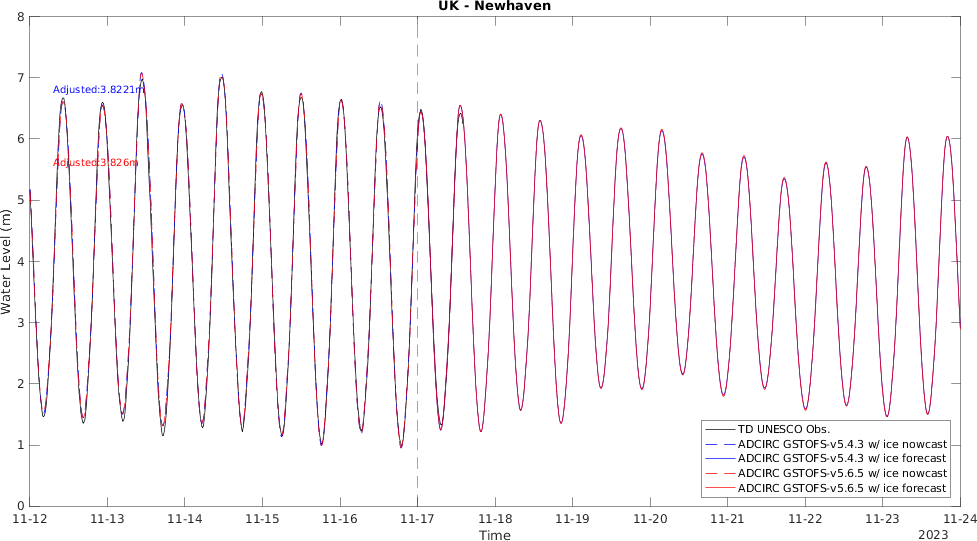 UK - Newhaven
8
7
6
5
4
3
2
1
0
Water Level (m)
Adjusted:3.8221m
Adjusted:3.826m
TD UNESCO Obs.
ADCIRC GSTOFS-v5.4.3 w/ ice nowcast
ADCIRC GSTOFS-v5.4.3 w/ ice forecast
ADCIRC GSTOFS-v5.6.5 w/ ice nowcast
ADCIRC GSTOFS-v5.6.5 w/ ice forecast
11-12 11-13 11-14 11-15 11-16 11-17 11-18 11-19 11-20 11-21 11-22 11-23 11-24
Time
2023